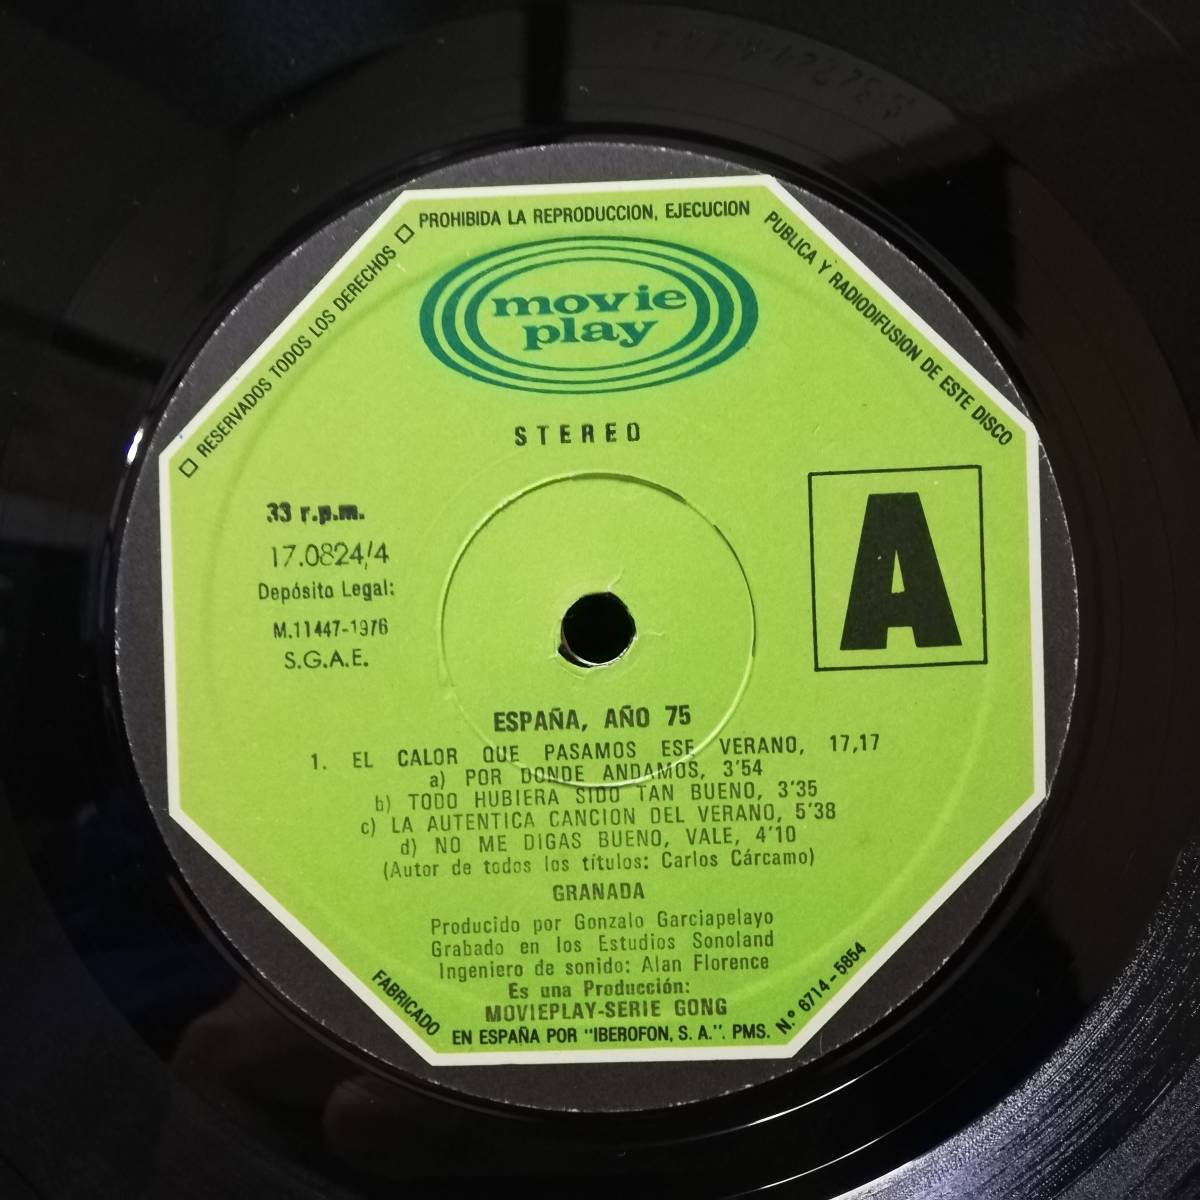 □ RESERVADOS TODOS LOS DERECHOS □ PROHIBIDA LA REPRODUCCION, EJECUCION PUBLICA Y RADIODIFUSION DE ESTE DISCO
movie
play
STEREO
33 r.p.m.
17.0824/4
Depósito Legal:
M.11447-1976
S.G.A.E.
A
ESPAÑA, AÑO 75
1. EL CALOR QUE PASAMOS ESE VERANO, 17,17
a) POR DONDE ANDAMOS, 3'54
b) TODO HUBIERA SIDO TAN BUENO, 3'35
c) LA AUTENTICA CANCION DEL VERANO, 5'38
d) NO ME DIGAS BUENO, VALE, 4'10
(Autor de todos los títulos: Carlos Cárcamo)
GRANADA
Producido por Gonzalo Garciapelayo
Grabado en los Estudios Sonoland
Ingeniero de sonido: Alan Florence
Es una Producción:
MOVIEPLAY-SERIE GONG
FABRICADO EN ESPAÑA POR "IBEROFON, S. A.". PMS. N.º 6714-5854